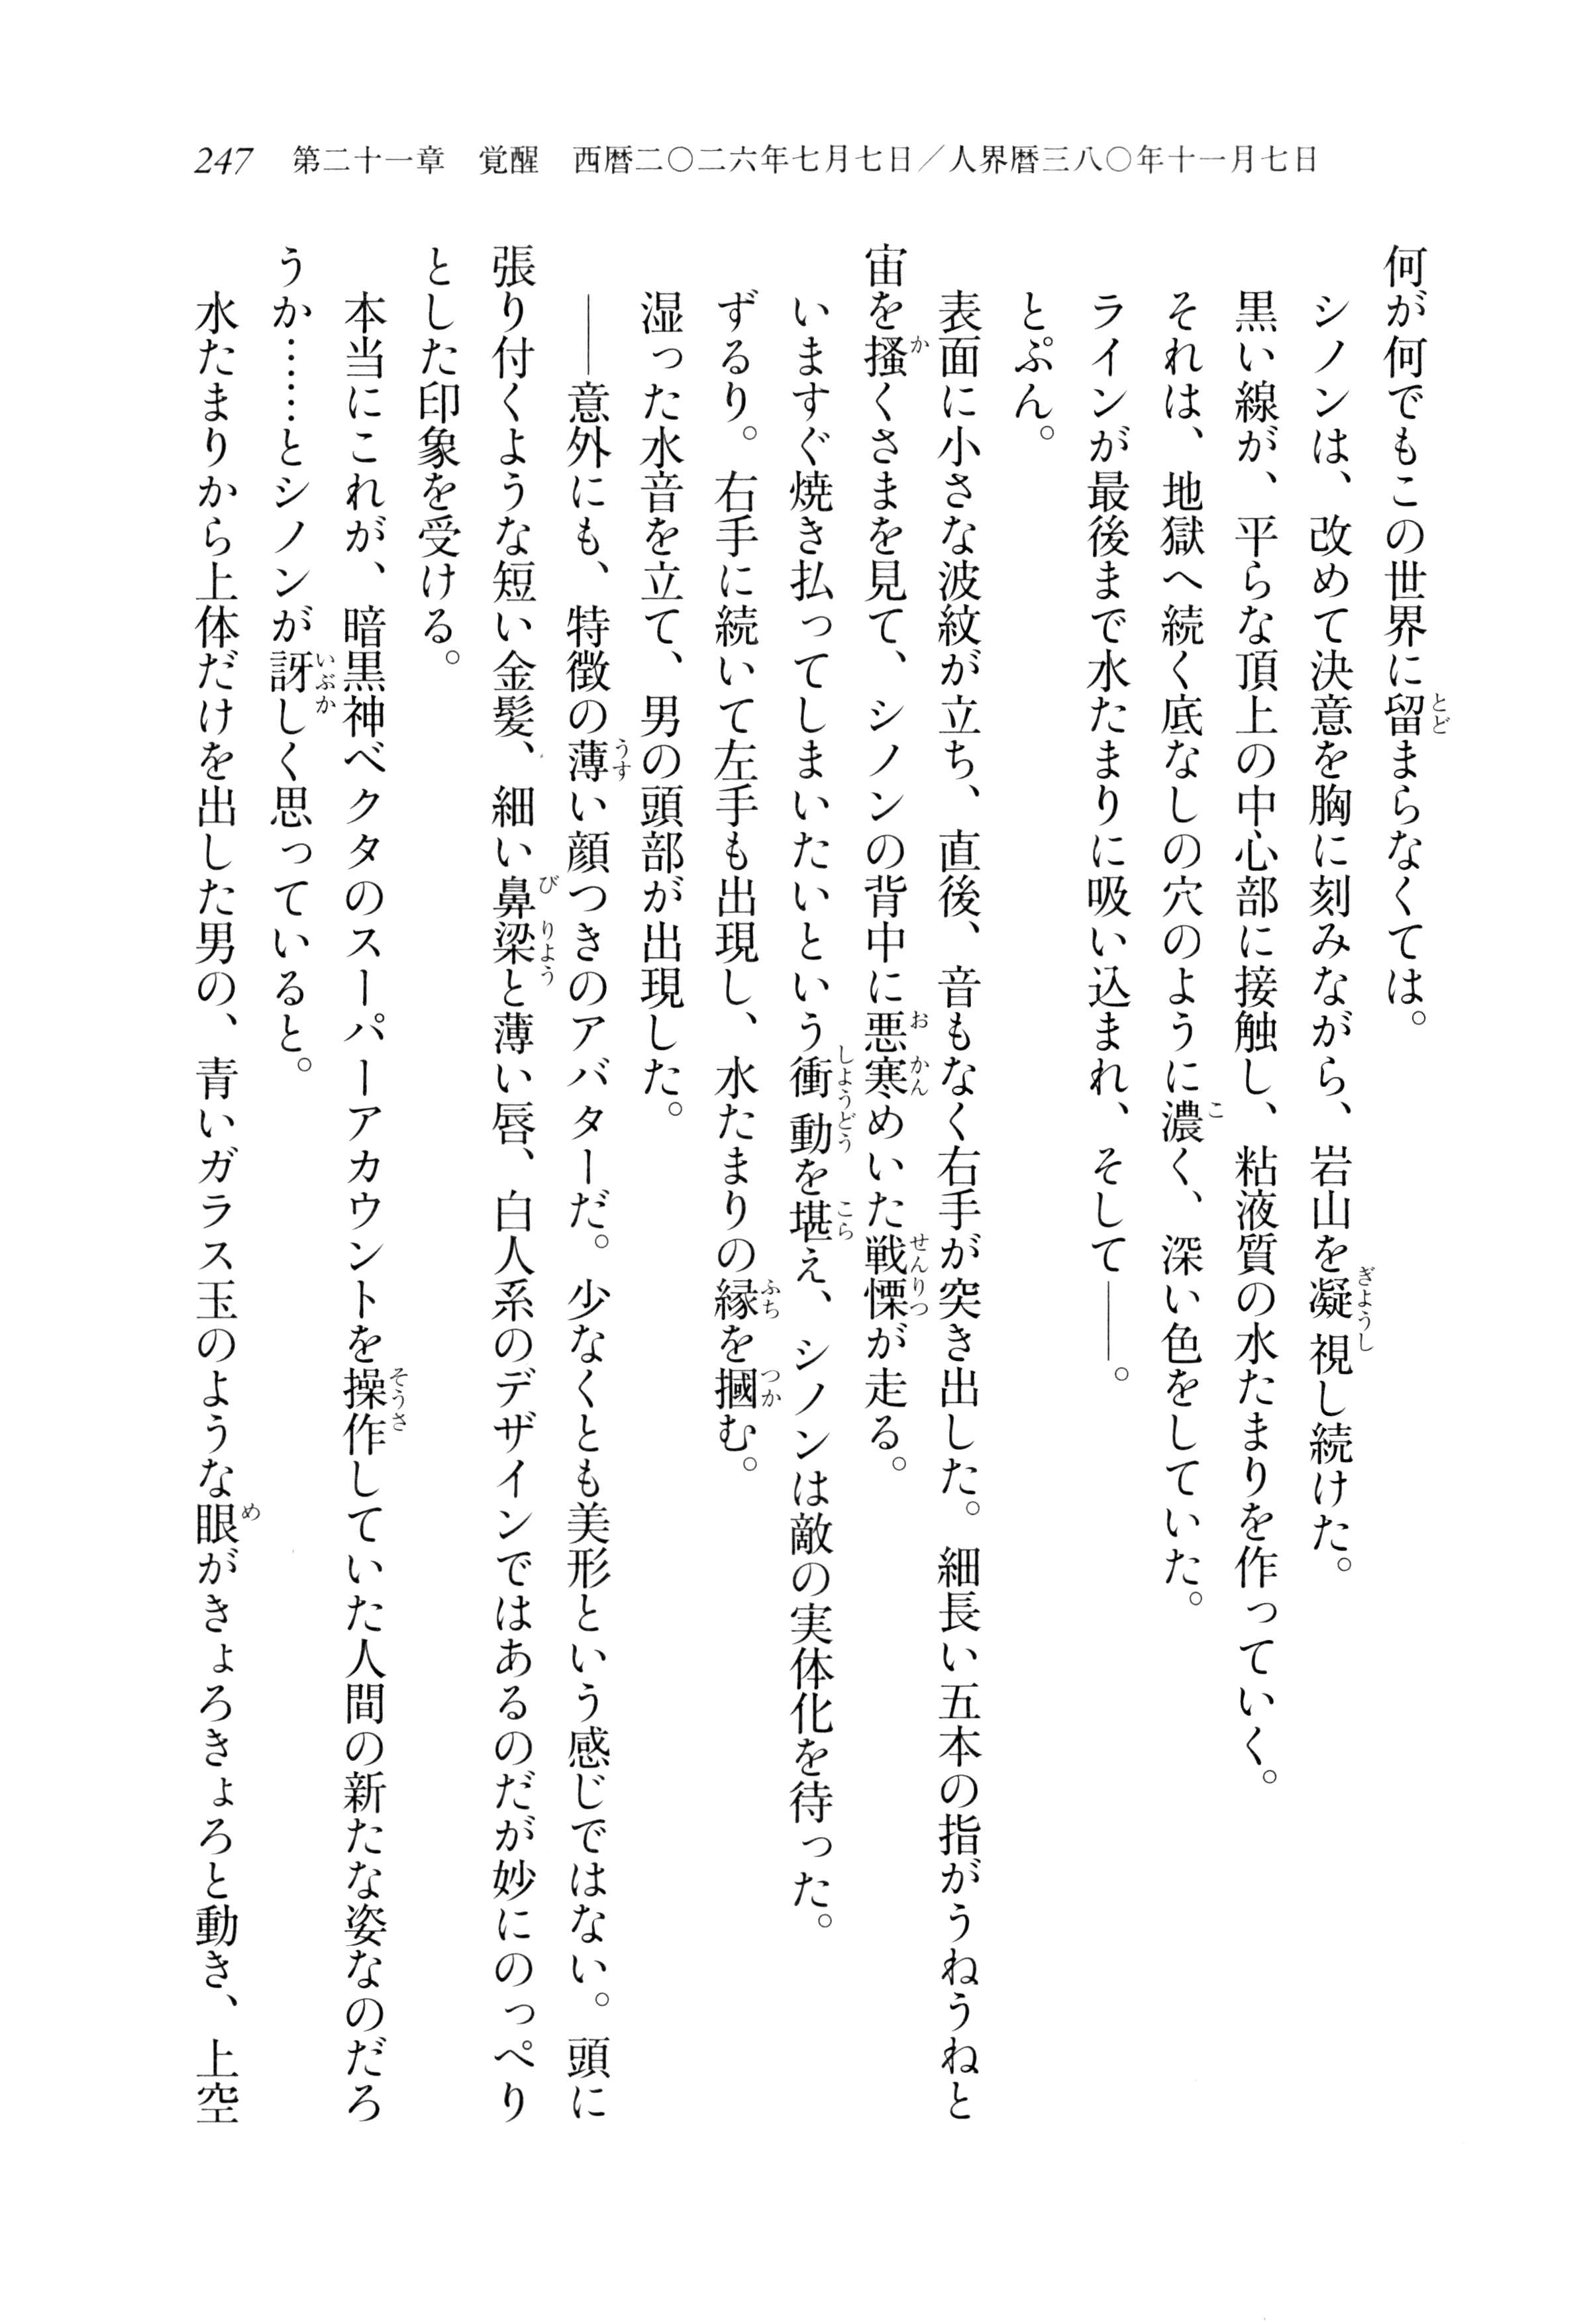 247　第二十一章　覚醒　西暦二〇二六年七月七日／人界暦三八〇年十一月七日
何が何でもこの世界に留まらなくては。
シノンは、改めて決意を胸に刻みながら、岩山を凝視し続けた。
黒い線が、平らな頂上の中心部に接触し、粘液質の水たまりを作っていく。
それは、地獄へ続く底なしの穴のように濃く、深い色をしていた。
ラインが最後まで水たまりに吸い込まれ、そして――。
とぷん。
表面に小さな波紋が立ち、直後、音もなく右手が突き出した。細長い五本の指がうねうねと
宙を掻くさまを見て、シノンの背中に悪寒めいた戦慄が走る。
いますぐ焼き払ってしまいたいという衝動を堪え、シノンは敵の実体化を待った。
ずるり。右手に続いて左手も出現し、水たまりの縁を摑む。
湿った水音を立て、男の頭部が出現した。
――意外にも、特徴の薄い顔つきのアバターだ。少なくとも美形という感じではない。頭に
張り付くような短い金髪、細い鼻梁と薄い唇、白人系のデザインではあるのだが妙にのっぺり
とした印象を受ける。
本当にこれが、暗黒神ベクタのスーパーアカウントを操作していた人間の新たな姿なのだろ
うか……とシノンが訝しく思っていると。
水たまりから上体だけを出した男の、青いガラス玉のような眼がきょろきょろと動き、上空